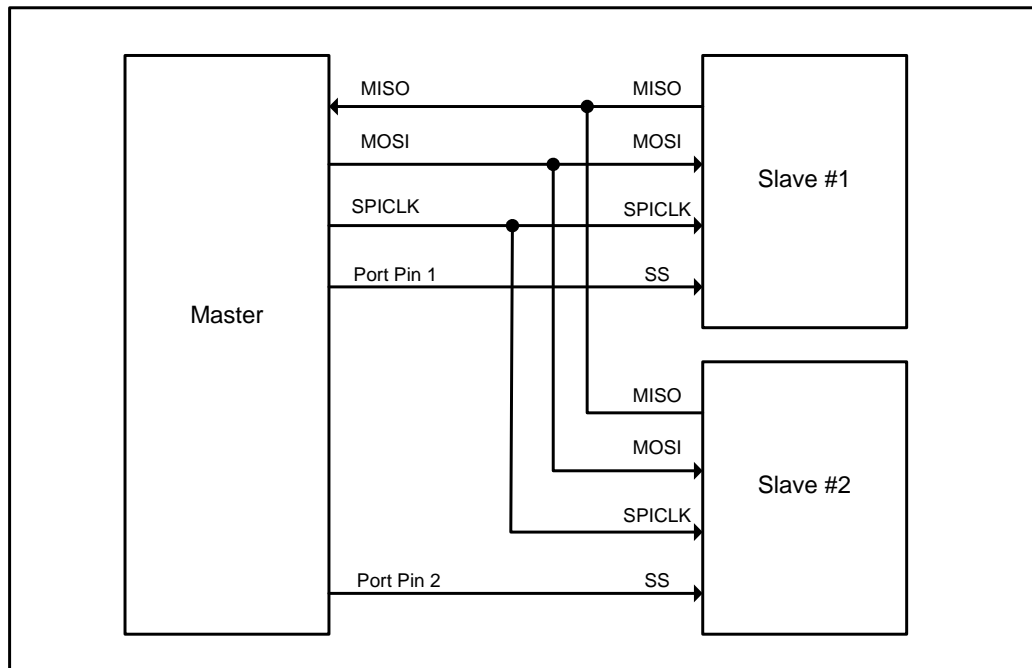 MISO MISO
MOSI MOSI
Slave #1
SPICLK SPICLK
Port Pin 1 SS
Master
MISO
MOSI
Slave #2
SPICLK
Port Pin 2 SS